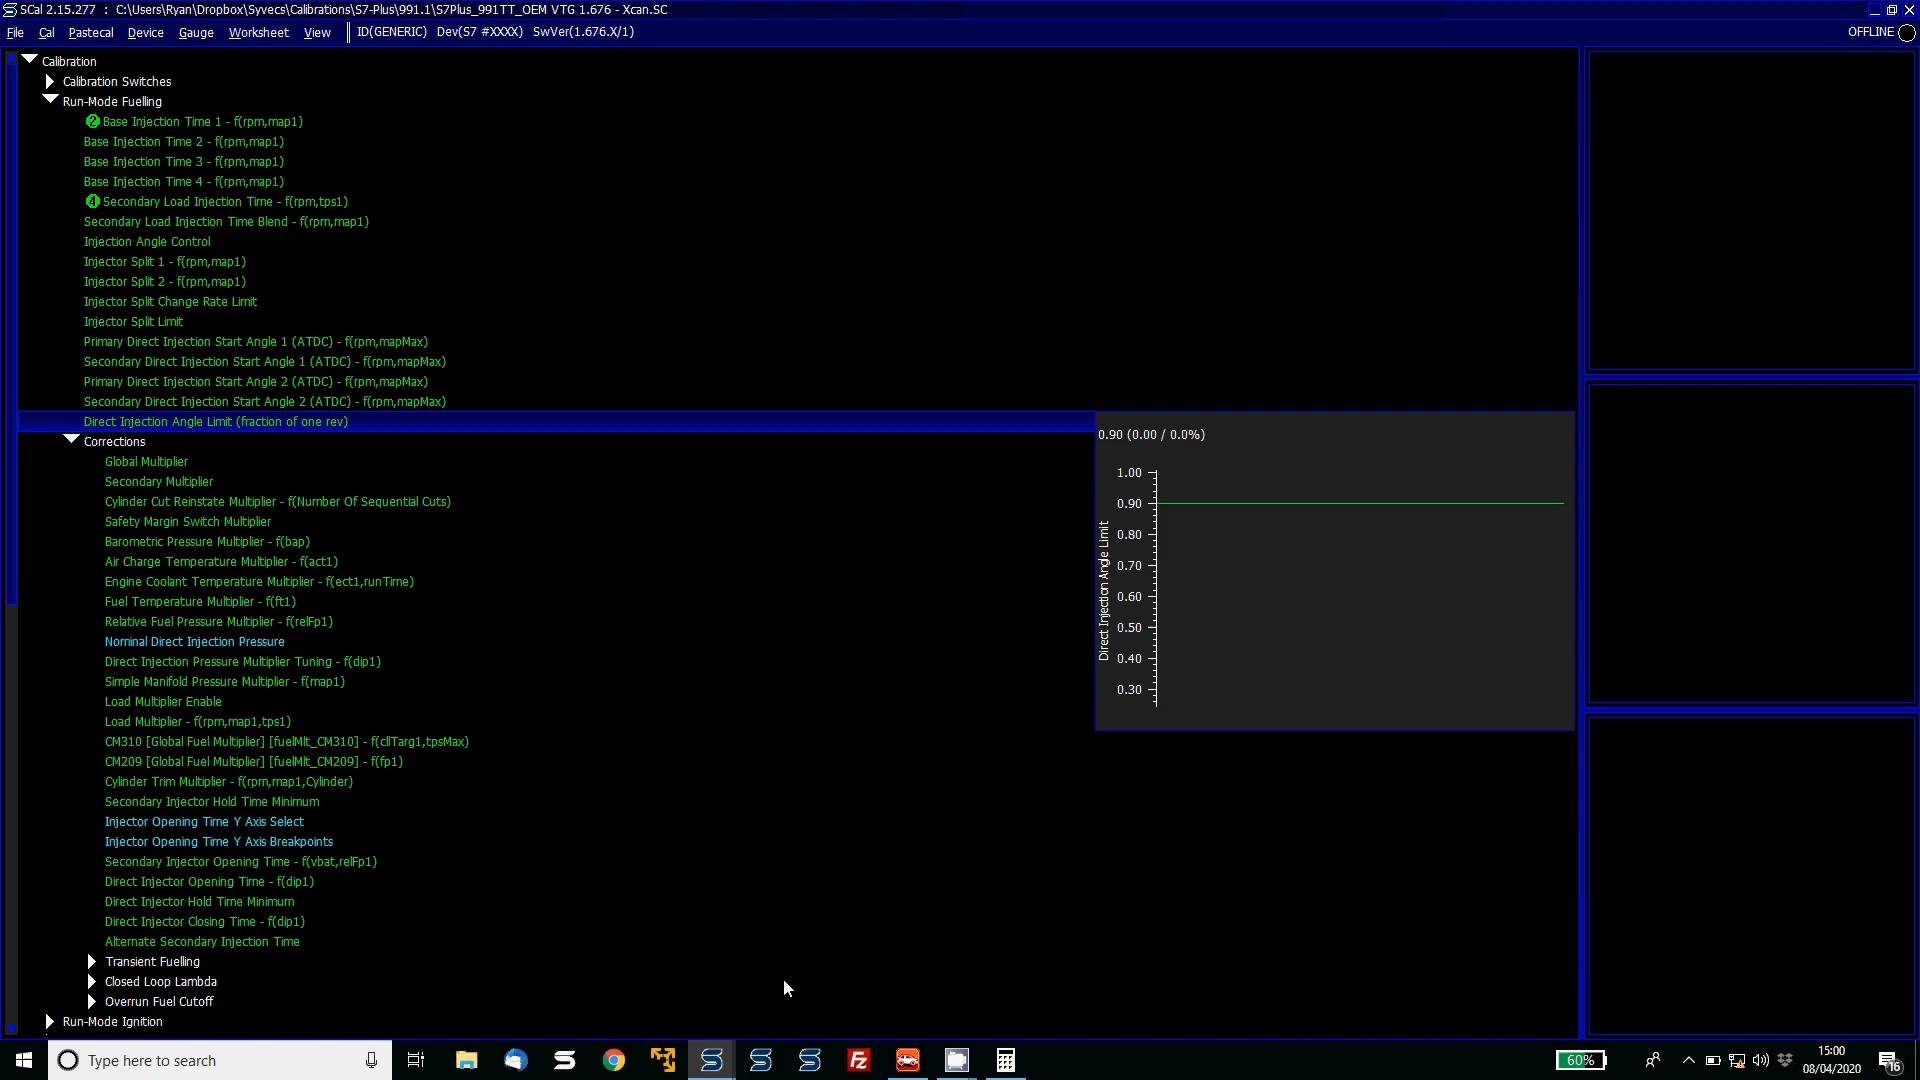 SCal 2.15.277 : C:\Users\Ryan\Dropbox\Syvecs\Calibrations\S7-Plus\991.1\S7Plus_991TT_OEM VTG 1.676 - Xcan.SC
File Cal Pastecal Device Gauge Worksheet View ID(GENERIC) Dev(S7 #XXXX) SwVer(1.676.X/1) OFFLINE
Calibration
Calibration Switches
Run-Mode Fuelling
2 Base Injection Time 1 - f(rpm,map1)
Base Injection Time 2 - f(rpm,map1)
Base Injection Time 3 - f(rpm,map1)
Base Injection Time 4 - f(rpm,map1)
4 Secondary Load Injection Time - f(rpm,tps1)
Secondary Load Injection Time Blend - f(rpm,map1)
Injection Angle Control
Injector Split 1 - f(rpm,map1)
Injector Split 2 - f(rpm,map1)
Injector Split Change Rate Limit
Injector Split Limit
Primary Direct Injection Start Angle 1 (ATDC) - f(rpm,mapMax)
Secondary Direct Injection Start Angle 1 (ATDC) - f(rpm,mapMax)
Primary Direct Injection Start Angle 2 (ATDC) - f(rpm,mapMax)
Secondary Direct Injection Start Angle 2 (ATDC) - f(rpm,mapMax)
Direct Injection Angle Limit (fraction of one rev)
Corrections
Global Multiplier
Secondary Multiplier
Cylinder Cut Reinstate Multiplier - f(Number Of Sequential Cuts)
Safety Margin Switch Multiplier
Barometric Pressure Multiplier - f(bap)
Air Charge Temperature Multiplier - f(act1)
Engine Coolant Temperature Multiplier - f(ect1,runTime)
Fuel Temperature Multiplier - f(ft1)
Relative Fuel Pressure Multiplier - f(relFp1)
Nominal Direct Injection Pressure
Direct Injection Pressure Multiplier Tuning - f(dip1)
Simple Manifold Pressure Multiplier - f(map1)
Load Multiplier Enable
Load Multiplier - f(rpm,map1,tps1)
CM310 [Global Fuel Multiplier] [fuelMlt_CM310] - f(cllTarg1,tpsMax)
CM209 [Global Fuel Multiplier] [fuelMlt_CM209] - f(fp1)
Cylinder Trim Multiplier - f(rpm,map1,Cylinder)
Secondary Injector Hold Time Minimum
Injector Opening Time Y Axis Select
Injector Opening Time Y Axis Breakpoints
Secondary Injector Opening Time - f(vbat,relFp1)
Direct Injector Opening Time - f(dip1)
Direct Injector Hold Time Minimum
Direct Injector Closing Time - f(dip1)
Alternate Secondary Injection Time
Transient Fuelling
Closed Loop Lambda
Overrun Fuel Cutoff
Run-Mode Ignition
0.90 (0.00 / 0.0%)
1.00
0.90
0.80
0.70
0.60
0.50
0.40
0.30
Direct Injection Angle Limit
Type here to search
60%
15:00
08/04/2020
16